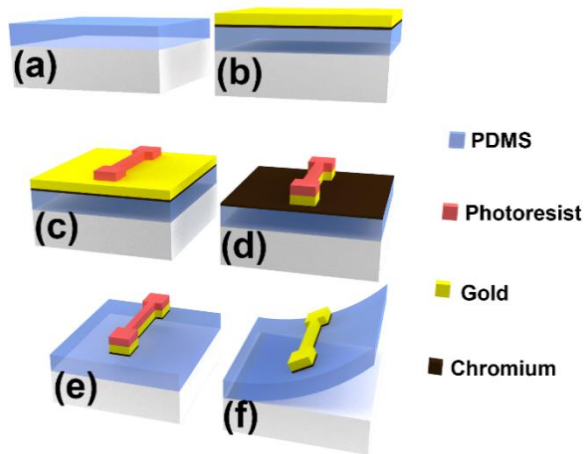 (a)
(b)
(c)
(d)
(e)
(f)
PDMS
Photoresist
Gold
Chromium